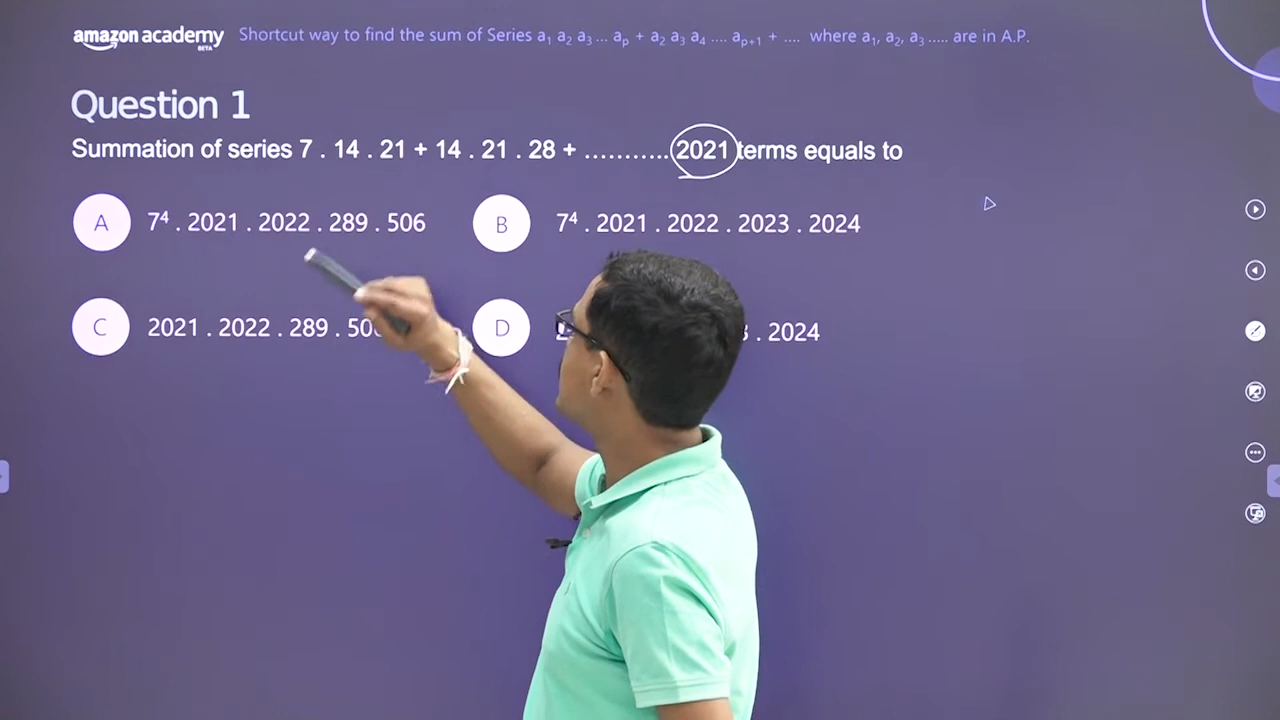 amazon academy
BETA
Shortcut way to find the sum of Series a₁ a₂ a₃ ... aₚ + a₂ a₃ a₄ .... aₚ₊₁ + .... where a₁, a₂, a₃ ..... are in A.P.
Question 1
Summation of series 7 . 14 . 21 + 14 . 21 . 28 + ........... 2021 terms equals to
A 7⁴ . 2021 . 2022 . 289 . 506
B 7⁴ . 2021 . 2022 . 2023 . 2024
C 2021 . 2022 . 289 .
D . 2024